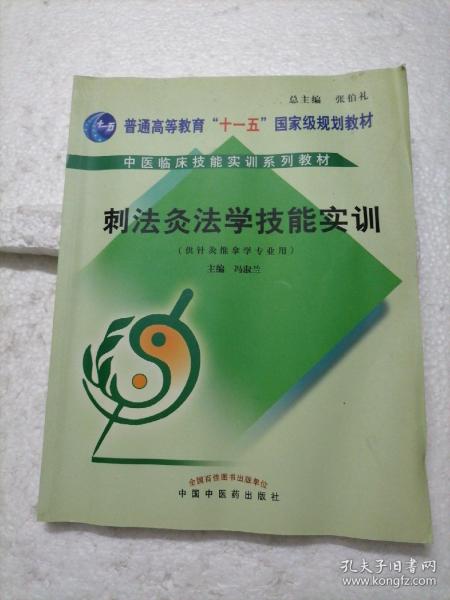 总主编 张伯礼
十一五 普通高等教育“十一五”国家级规划教材
中医临床技能实训系列教材
刺法灸法学技能实训
(供针灸推拿学专业用)
主编 冯淑兰
全国百佳图书出版单位
中国中医药出版社
孔夫子旧书网
www.kongfz.com